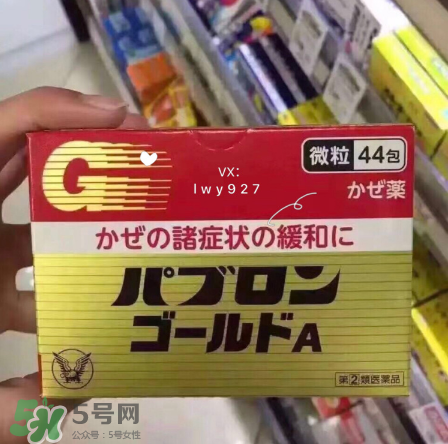 G
微粒 44包
VX:
lwy927
かぜ薬
かぜの諸症状の緩和に
パブロン
ゴールドA
第②類医薬品
5号网
公众号:5号女性